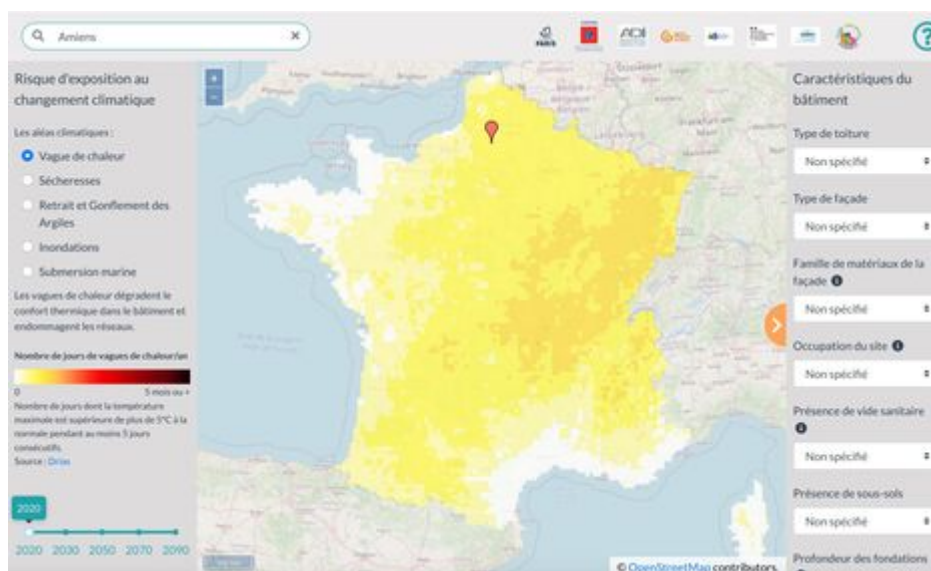 Amiens
PARIS
Risque d'exposition au
changement climatique
Les aléas climatiques :
Vague de chaleur
Sécheresses
Retrait et Gonflement des
Argiles
Inondations
Submersion marine
Les vagues de chaleur dégradent le
confort thermique dans le bâtiment et
endommagent les réseaux.
Nombre de jours de vagues de chaleur/an
0 5 mois ou +
Nombre de jours dont la température
maximale est supérieure de plus de 5°C à la
normale pendant au moins 5 jours
consécutifs.
Source : Drias
2020
2020 2030 2050 2070 2090
© OpenStreetMap contributors.
Caractéristiques du
bâtiment
Type de toiture
Non spécifié
Type de façade
Non spécifié
Famille de matériaux de la
façade
Non spécifié
Occupation du site
Non spécifié
Présence de vide sanitaire
Non spécifié
Présence de sous-sols
Non spécifié
Profondeur des fondations